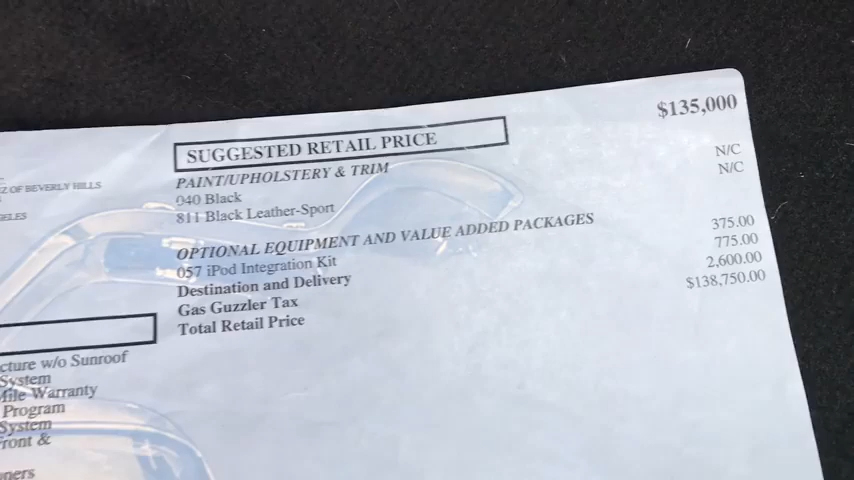 SUGGESTED RETAIL PRICE $135,000
PAINT/UPHOLSTERY & TRIM
040 Black N/C
811 Black Leather-Sport N/C
OPTIONAL EQUIPMENT AND VALUE ADDED PACKAGES
057 iPod Integration Kit 375.00
Destination and Delivery 775.00
Gas Guzzler Tax 2,600.00
Total Retail Price $138,750.00
Z OF BEVERLY HILLS
ELES
cture w/o Sunroof
System
Mile Warranty
Program
System
Front &
ners